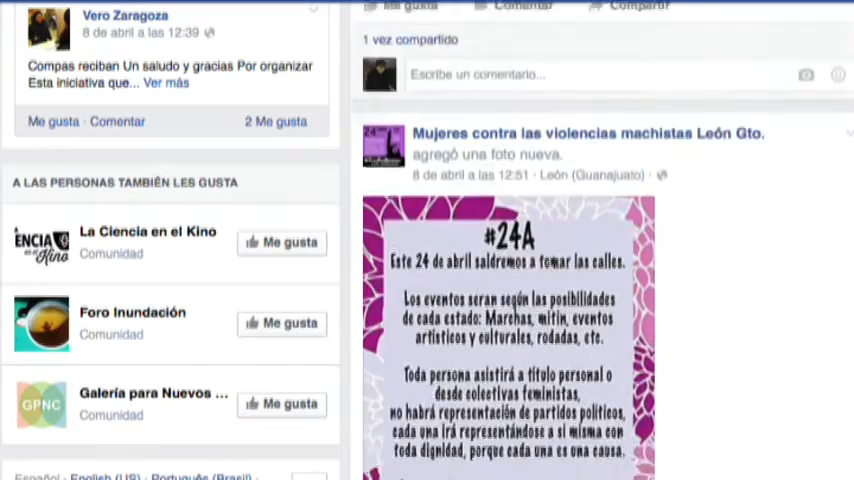 Vero Zaragoza
8 de abril a las 12:39
Compas reciban Un saludo y gracias Por organizar
Esta iniciativa que... Ver más
Me gusta · Comentar
2 Me gusta
A LAS PERSONAS TAMBIÉN LES GUSTA
La Ciencia en el Kino
Comunidad
Me gusta
Foro Inundación
Comunidad
Me gusta
GPNC
Galería para Nuevos ...
Comunidad
Me gusta
Español · English (US) · Português (Brasil) ·
Me gusta Comentar Compartir
1 vez compartido
Escribe un comentario...
Mujeres contra las violencias machistas León Gto.
agregó una foto nueva.
8 de abril a las 12:51 · León (Guanajuato) ·
#24A
Este 24 de abril saldremos a tomar las calles.
Los eventos seran según las posibilidades
de cada estado: Marchas, mitin, eventos
artísticos y culturales, rodadas, etc.
Toda persona asistirá a título personal o
desde colectivas feministas,
no habrá representación de partidos políticos,
cada una irá representándose a si misma con
toda dignidad, porque cada una es una causa.